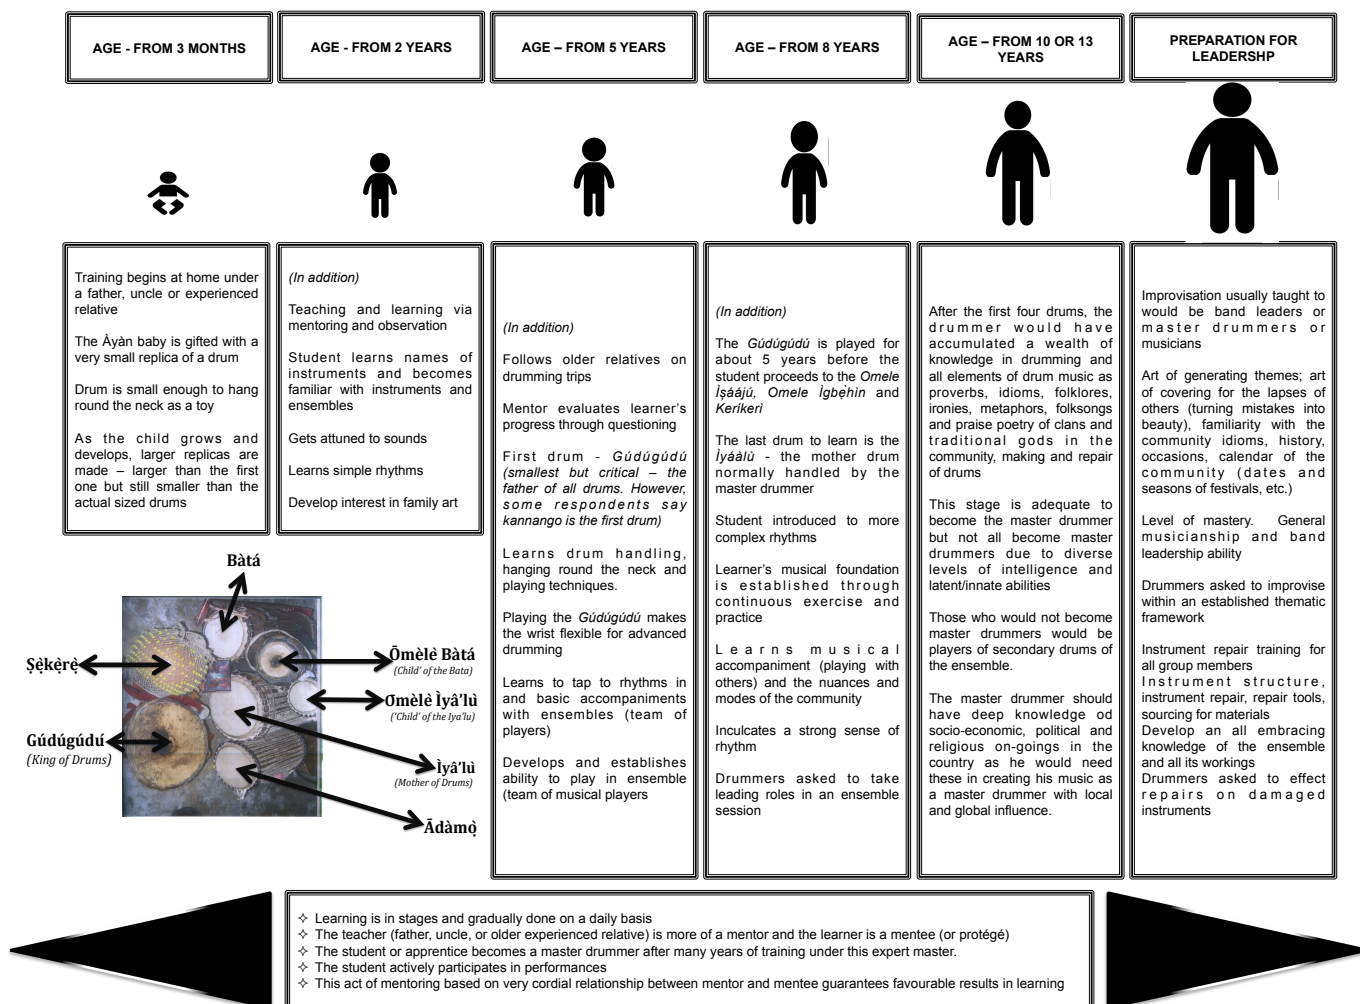 AGE - FROM 3 MONTHS
AGE - FROM 2 YEARS
AGE – FROM 5 YEARS
AGE – FROM 8 YEARS
AGE – FROM 10 OR 13
YEARS
PREPARATION FOR
LEADERSHP
Training begins at home under
a father, uncle or experienced
relative
The Àyàn baby is gifted with a
very small replica of a drum
Drum is small enough to hang
round the neck as a toy
As the child grows and
develops, larger replicas are
made – larger than the first
one but still smaller than the
actual sized drums
(In addition)
Teaching and learning via
mentoring and observation
Student learns names of
instruments and becomes
familiar with instruments and
ensembles
Gets attuned to sounds
Learns simple rhythms
Develop interest in family art
(In addition)
Follows older relatives on
drumming trips
Mentor evaluates learner's
progress through questioning
First drum - Gúdúgúdú
(smallest but critical – the
father of all drums. However,
some respondents say
kannango is the first drum)
Learns drum handling,
hanging round the neck and
playing techniques.
Playing the Gúdúgúdú makes
the wrist flexible for advanced
drumming
Learns to tap to rhythms in
and basic accompaniments
with ensembles (team of
players)
Develops and establishes
ability to play in ensemble
(team of musical players
(In addition)
The Gúdúgúdú is played for
about 5 years before the
student proceeds to the Omele
Ìṣáájú, Omele Ìgbẹ̀hìn and
Keríkerì
The last drum to learn is the
Ìyáàlù - the mother drum
normally handled by the
master drummer
Student introduced to more
complex rhythms
Learner's musical foundation
is established through
continuous exercise and
practice
Learns musical
accompaniment (playing with
others) and the nuances and
modes of the community
Inculcates a strong sense of
rhythm
Drummers asked to take
leading roles in an ensemble
session
After the first four drums, the
drummer would have
accumulated a wealth of
knowledge in drumming and
all elements of drum music as
proverbs, idioms, folklores,
ironies, metaphors, folksongs
and praise poetry of clans and
traditional gods in the
community, making and repair
of drums
This stage is adequate to
become the master drummer
but not all become master
drummers due to diverse
levels of intelligence and
latent/innate abilities
Those who would not become
master drummers would be
players of secondary drums of
the ensemble.
The master drummer should
have deep knowledge od
socio-economic, political and
religious on-goings in the
country as he would need
these in creating his music as
a master drummer with local
and global influence.
Improvisation usually taught to
would be band leaders or
master drummers or
musicians
Art of generating themes; art
of covering for the lapses of
others (turning mistakes into
beauty), familiarity with the
community idioms, history,
occasions, calendar of the
community (dates and
seasons of festivals, etc.)
Level of mastery. General
musicianship and band
leadership ability
Drummers asked to improvise
within an established thematic
framework
Instrument repair training for
all group members
Instrument structure,
instrument repair, repair tools,
sourcing for materials
Develop an all embracing
knowledge of the ensemble
and all its workings
Drummers asked to effect
repairs on damaged
instruments
Bàtá
Ṣẹ̀kẹ̀rẹ̀
Gúdúgúdú
(King of Drums)
Ōmèlè Bàtá
(Child' of the Bata)
Ōmèlè Ìyâ'lù
('Child' of the Iya'lu)
Ìyâ'lù
(Mother of Drums)
Ādàmọ̀
✧ Learning is in stages and gradually done on a daily basis
✧ The teacher (father, uncle, or older experienced relative) is more of a mentor and the learner is a mentee (or protégé)
✧ The student or apprentice becomes a master drummer after many years of training under this expert master.
✧ The student actively participates in performances
✧ This act of mentoring based on very cordial relationship between mentor and mentee guarantees favourable results in learning